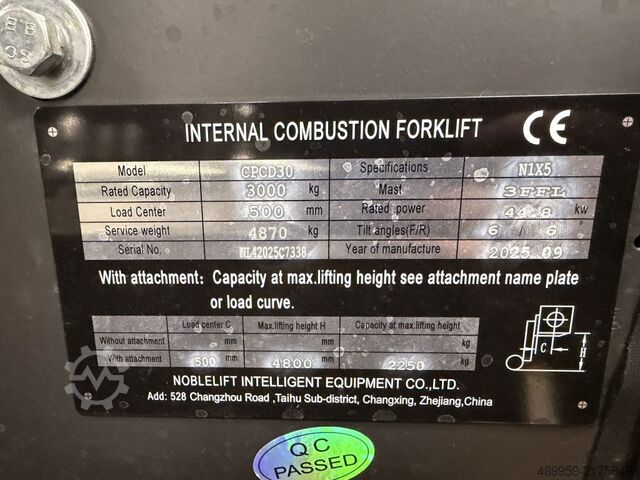 INTERNAL COMBUSTION FORKLIFT CE
Model CPCD30 Specifications N1X5
Rated Capacity 3000 kg Mast 3FFL
Load Center 500 mm Rated power 44.8 kw
Service weight 4870 kg Tilt angles(F/R) 6 / 6 °
Serial No. NL42025C7338 Year of manufacture 2025.09
With attachment: Capacity at max.lifting height see attachment name plate
or load curve.
Load center C Max.lifting height H Capacity at max.lifting height
Without attachment mm mm kg
With attachment 500 mm 4800 mm 2250 kg
C H
NOBLELIFT INTELLIGENT EQUIPMENT CO.,LTD.
Add: 528 Changzhou Road ,Taihu Sub-district, Changxing, Zhejiang,China
QC
PASSED